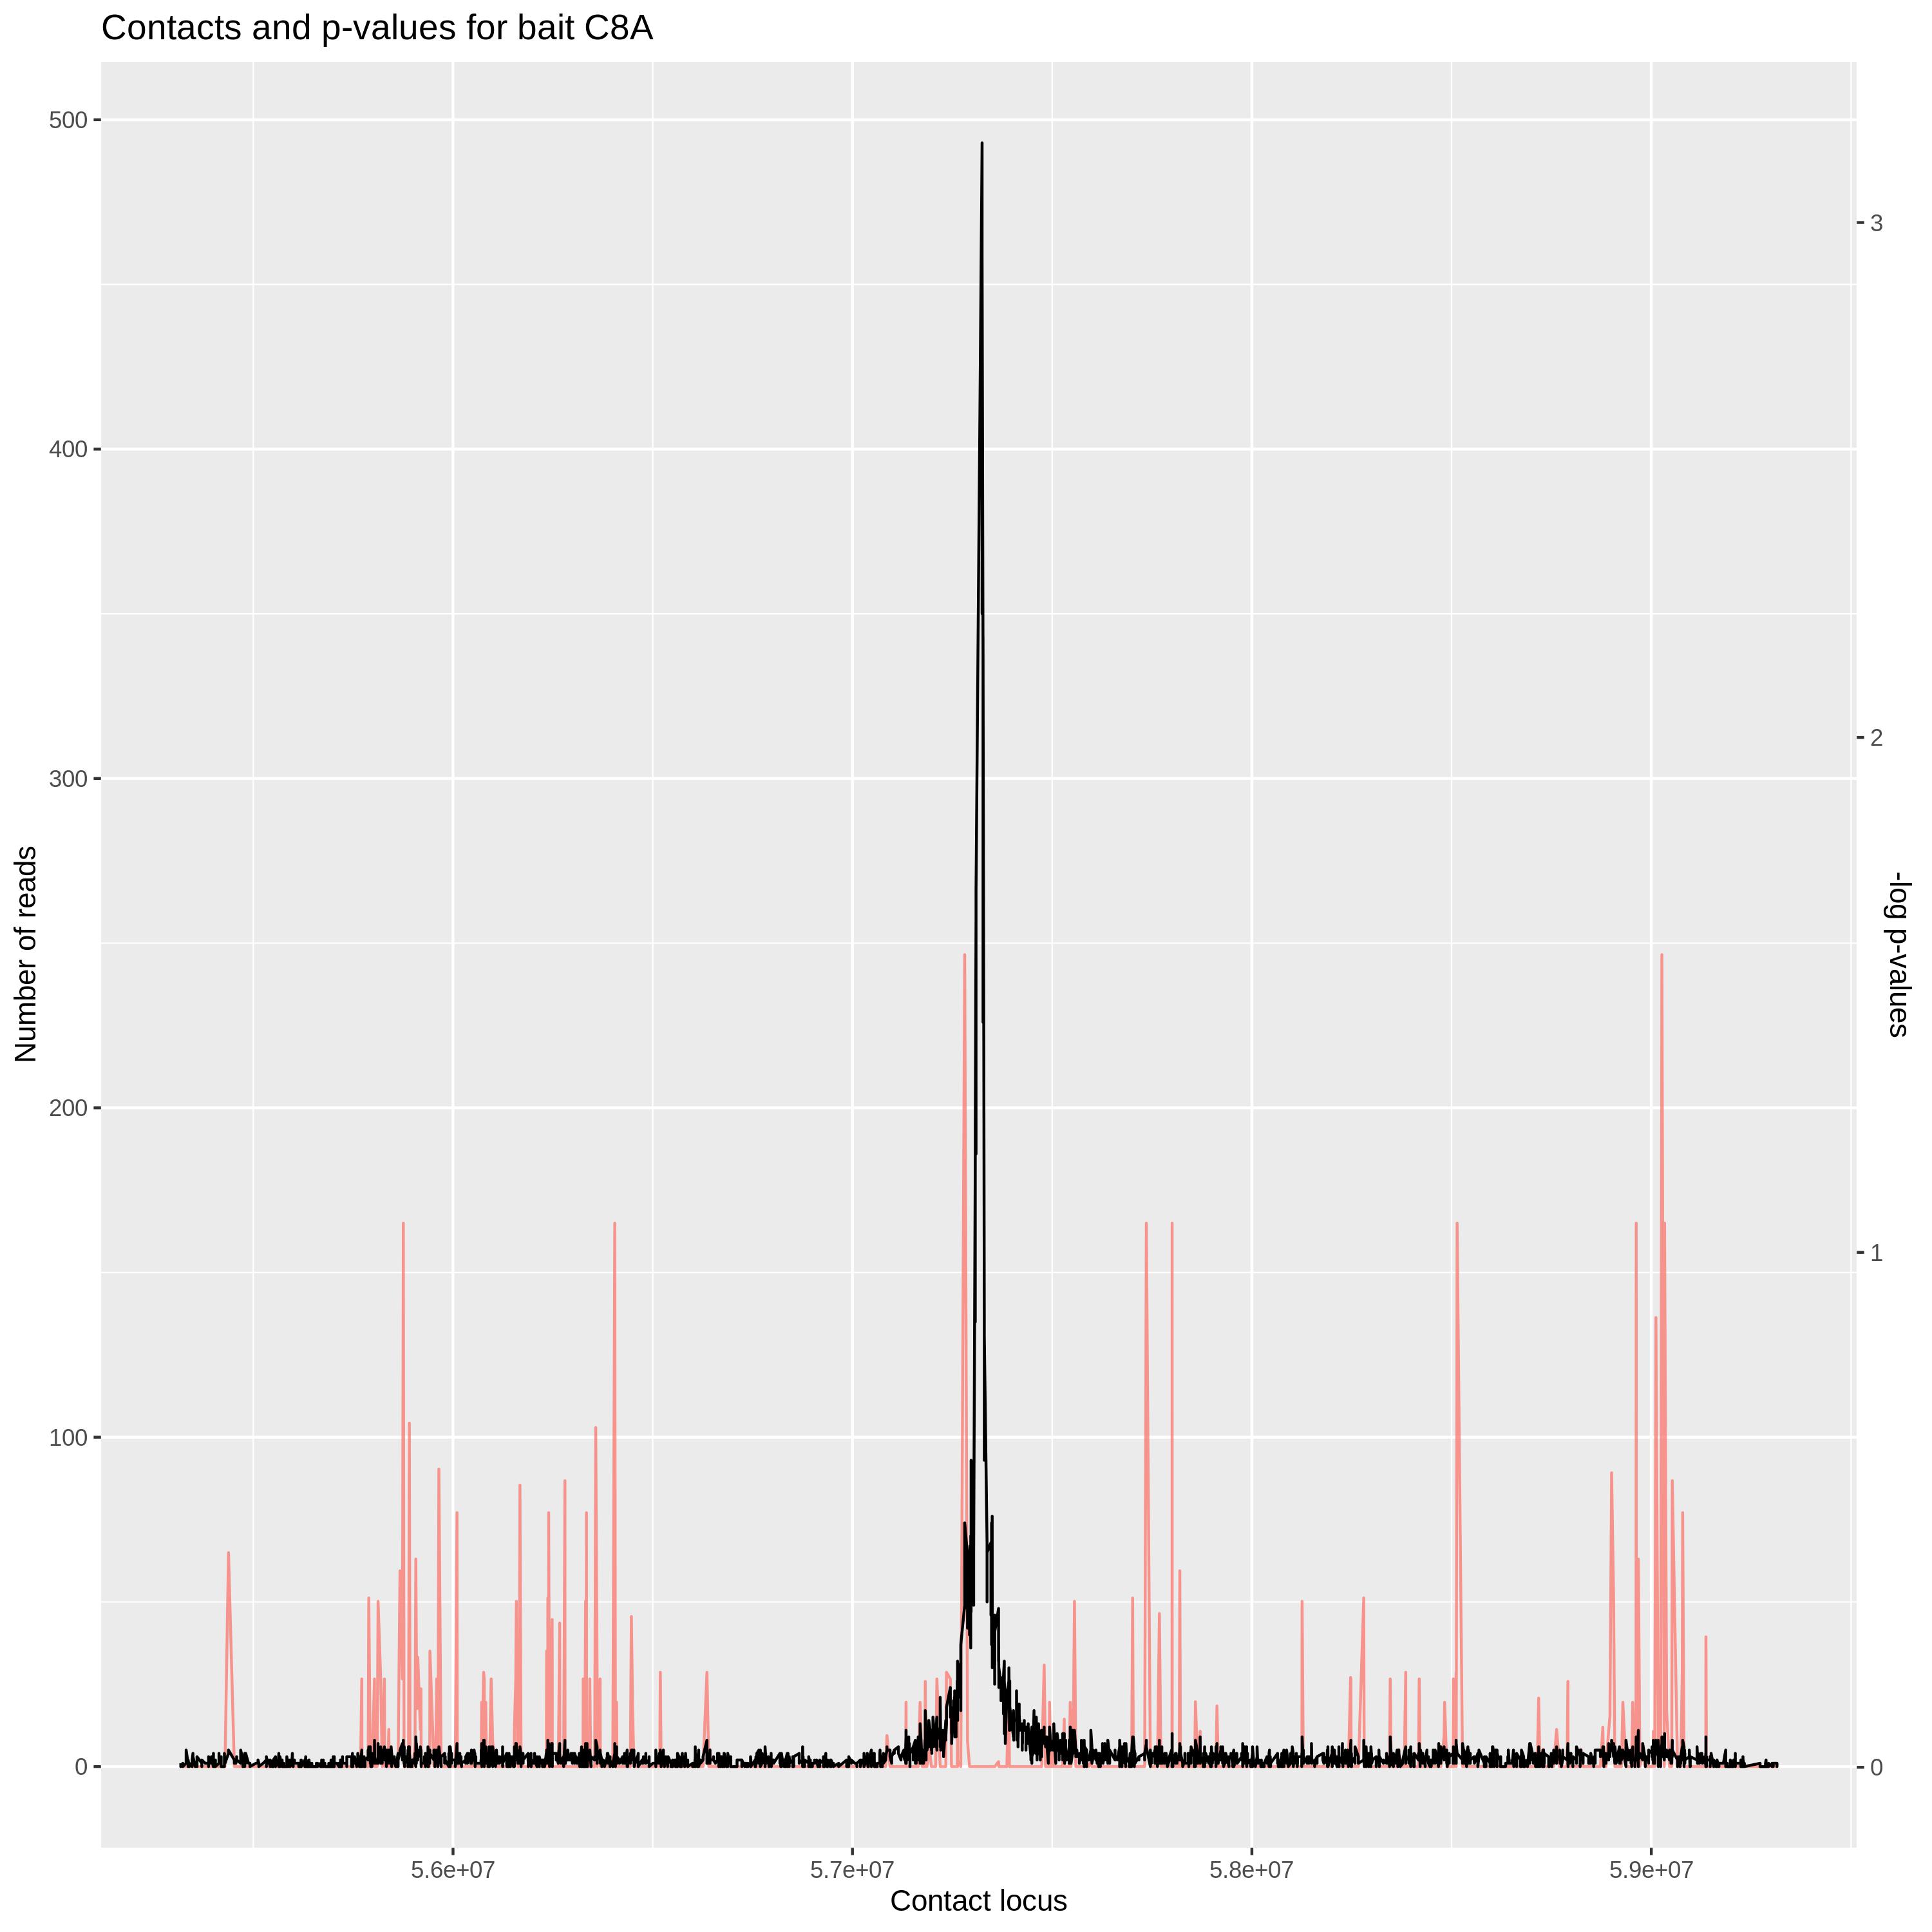 Contacts and p-values for bait C8A
500
400
300
200
100
0
Number of reads
3
2
1
0
-log p-values
5.6e+07
5.7e+07
5.8e+07
5.9e+07
Contact locus